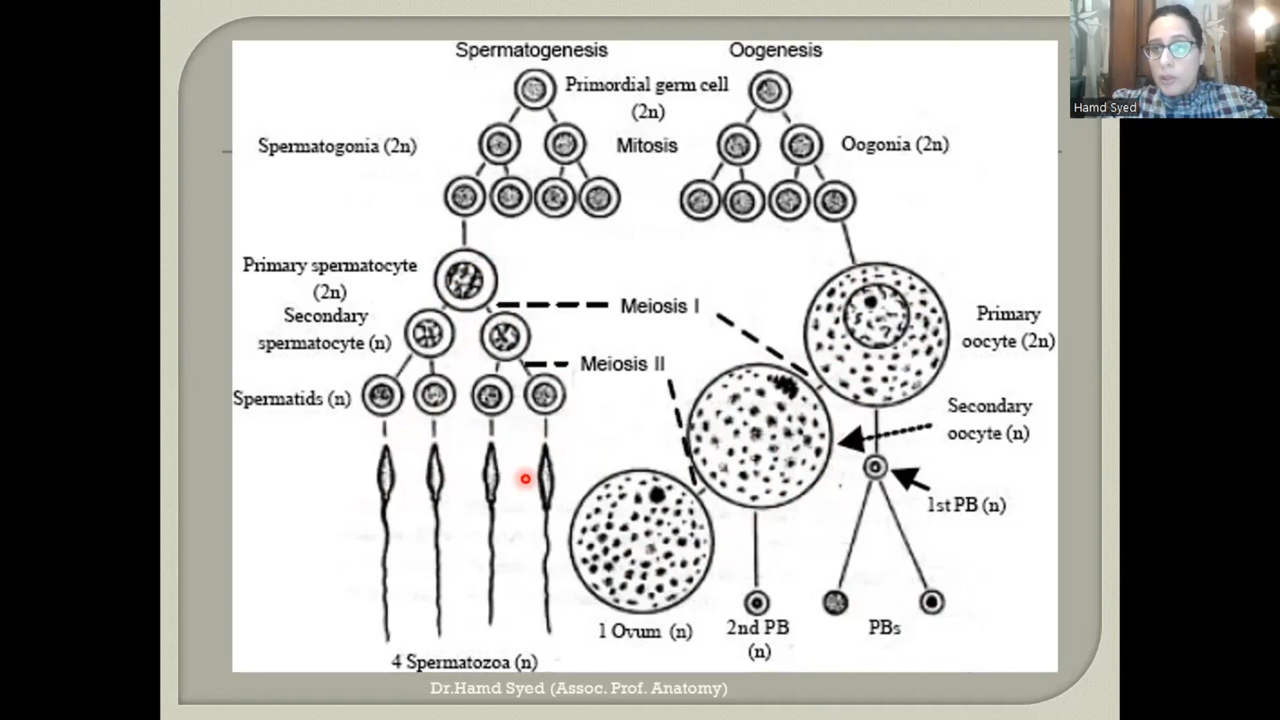 Spermatogenesis
Oogenesis
Primordial germ cell
(2n)
Spermatogonia (2n)
Mitosis
Oogonia (2n)
Primary spermatocyte
(2n)
Secondary
spermatocyte (n)
Meiosis I
Primary
oocyte (2n)
Meiosis II
Spermatids (n)
Secondary
oocyte (n)
1st PB (n)
1 Ovum (n)
2nd PB
(n)
PBs
4 Spermatozoa (n)
Dr.Hamd Syed (Assoc. Prof. Anatomy)
Hamd Syed